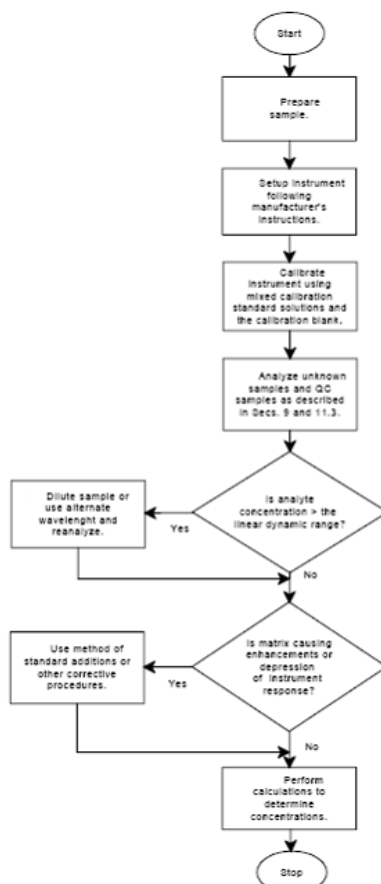 Start
Prepare
sample.
Setup instrument
following
manufacturer's
instructions.
Calibrate
instrument using
mixed calibration
standard solutions and
the calibration blank.
Analyze unknown
samples and QC
samples as described
in Secs. 9 and 11.3.
Is analyte
concentration > the
linear dynamic range?
Yes
Dilute sample or
use alternate
wavelenght and
reanalyze.
No
Is matrix causing
enhancements or
depression
of instrument
response?
Yes
Use method of
standard additions or
other corrective
procedures.
No
Perform
calculations to
determine
concentrations.
Stop